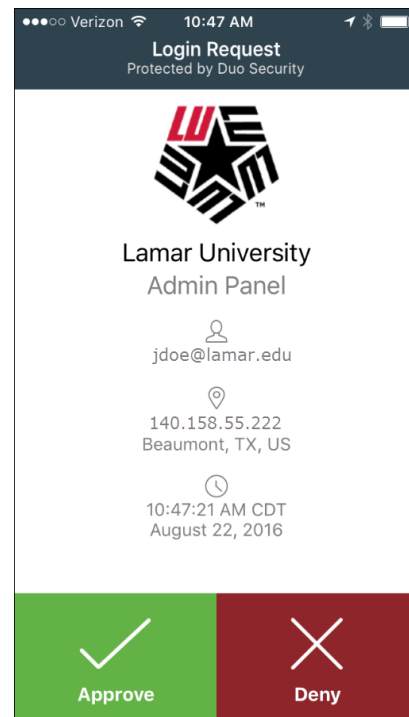 Verizon 10:47 AM
Login Request
Protected by Duo Security
LU
TM
Lamar University
Admin Panel
jdoe@lamar.edu
140.158.55.222
Beaumont, TX, US
10:47:21 AM CDT
August 22, 2016
Approve
Deny